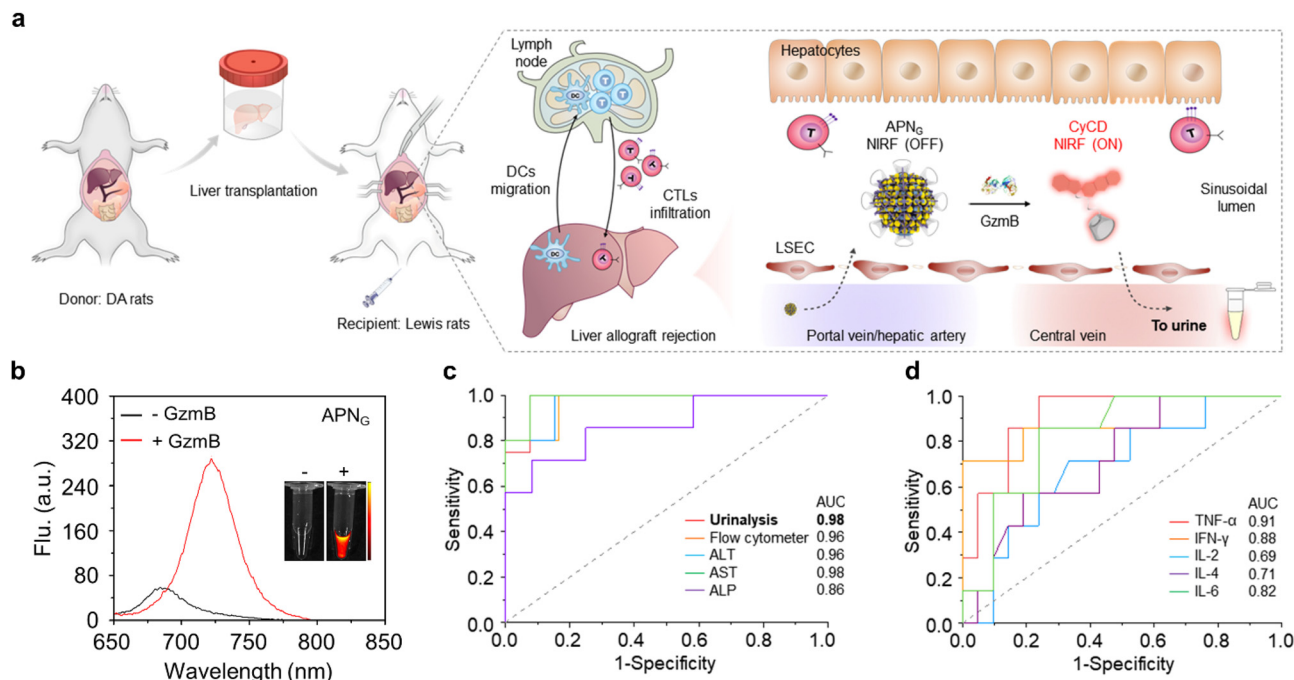 a
Lymph
node
DC
T
T
T
Hepatocytes
T
T
APNG
NIRF (OFF)
CyCD
NIRF (ON)
Liver transplantation
DCs
migration
T
T
T
CTLs
infiltration
GzmB
Sinusoidal
lumen
DC
T
LSEC
Donor: DA rats
Recipient: Lewis rats
Liver allograft rejection
Portal vein/hepatic artery
Central vein
To urine
b
400
320
240
160
80
0
Flu. (a.u.)
- GzmB
+ GzmB
APNG
- +
650 700 750 800 850
Wavelength (nm)
c
1.0
0.8
0.6
0.4
0.2
0.0
Sensitivity
AUC
Urinalysis 0.98
Flow cytometer 0.96
ALT 0.96
AST 0.98
ALP 0.86
0.0 0.2 0.4 0.6 0.8 1.0
1-Specificity
d
1.0
0.8
0.6
0.4
0.2
0.0
Sensitivity
AUC
TNF-α 0.91
IFN-γ 0.88
IL-2 0.69
IL-4 0.71
IL-6 0.82
0.0 0.2 0.4 0.6 0.8 1.0
1-Specificity